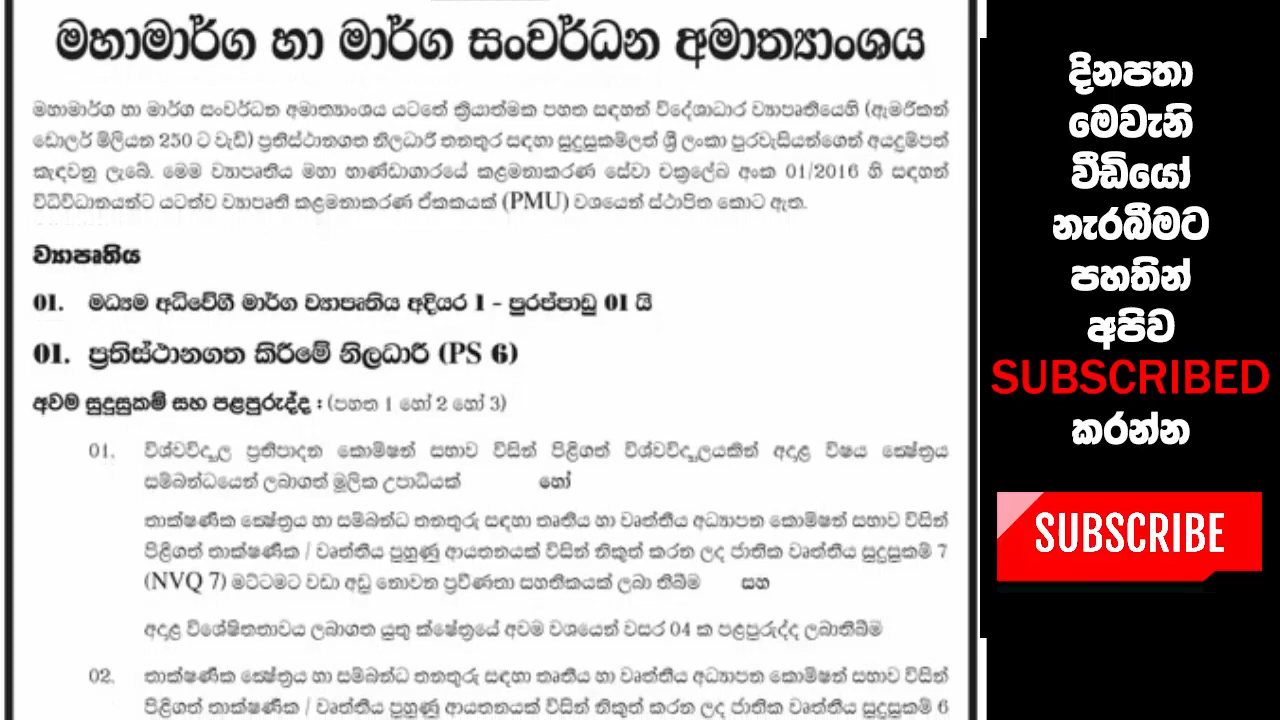 මහාමාර්ග හා මාර්ග සංවර්ධන අමාත්‍යාංශය
මහාමාර්ග හා මාර්ග සංවර්ධන අමාත්‍යාංශය යටතේ ක්‍රියාත්මක පහත සඳහන් විදේශාධාර ව්‍යාපෘතියෙහි (ඇමරිකන්
ඩොලර් මිලියන 250 ට වැඩි) ප්‍රතිස්ථානගත නිලධාරී තනතුර සඳහා සුදුසුකම්ලත් ශ්‍රී ලංකා පුරවැසියන්ගෙන් අයදුම්පත්
කැඳවනු ලැබේ. මෙම ව්‍යාපෘතිය මහා භාණ්ඩාගාරයේ කළමනාකරණ සේවා චක්‍රලේඛ අංක 01/2016 හි සඳහන්
විධිවිධානයන්ට යටත්ව ව්‍යාපෘති කළමනාකරණ ඒකකයක් (PMU) වශයෙන් ස්ථාපිත කොට ඇත.
ව්‍යාපෘතිය
01. මධ්‍යම අධිවේගී මාර්ග ව්‍යාපෘතිය අදියර 1 - පුරප්පාඩු 01 යි
01. ප්‍රතිස්ථානගත කිරීමේ නිලධාරී (PS 6)
අවම සුදුසුකම් සහ පළපුරුද්ද : (පහත 1 හෝ 2 හෝ 3)
01. විශ්වවිද්‍යාල ප්‍රතිපාදන කොමිෂන් සභාව විසින් පිළිගත් විශ්වවිද්‍යාලයකින් අදාළ විෂය ක්‍ෂේත්‍රය
සම්බන්ධයෙන් ලබාගත් මූලික උපාධියක් හෝ
තාක්ෂණික ක්‍ෂේත්‍රය හා සම්බන්ධ තනතුරු සඳහා තෘතීය හා වෘත්තීය අධ්‍යාපන කොමිෂන් සභාව විසින්
පිළිගත් තාක්ෂණික / වෘත්තීය පුහුණු ආයතනයක් විසින් නිකුත් කරන ලද ජාතික වෘත්තීය සුදුසුකම් 7
(NVQ 7) මට්ටමට වඩා අඩු නොවන ප්‍රවීණතා සහතිකයක් ලබා තිබීම සහ
අදාළ විශේෂිතතාවය ලබාගත යුතු ක්ෂේත්‍රයේ අවම වශයෙන් වසර 04 ක පළපුරුද්ද ලබාතිබීම
02. තාක්ෂණික ක්‍ෂේත්‍රය හා සම්බන්ධ තනතුරු සඳහා තෘතීය හා වෘත්තීය අධ්‍යාපන කොමිෂන් සභාව විසින්
පිළිගත් තාක්ෂණික / වෘත්තීය පුහුණු ආයතනයක් විසින් නිකුත් කරන ලද ජාතික වෘත්තීය සුදුසුකම් 6
දිනපතා
මෙවැනි
වීඩියෝ
නැරබීමට
පහතින්
අපිව
SUBSCRIBED
කරන්න
SUBSCRIBE